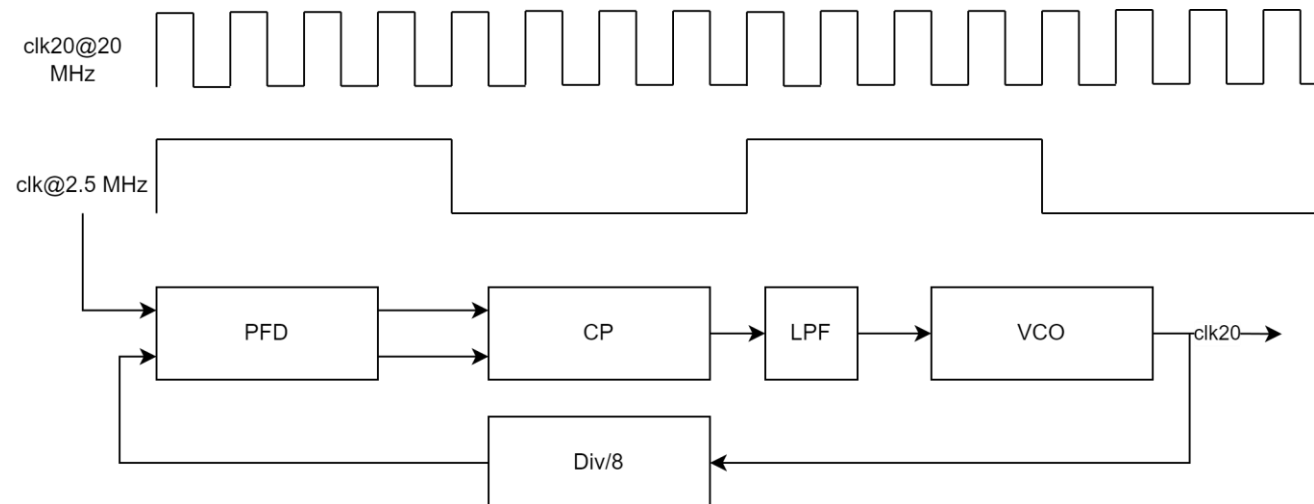 clk20@20
MHz
clk@2.5 MHz
PFD
CP
LPF
VCO
clk20
Div/8